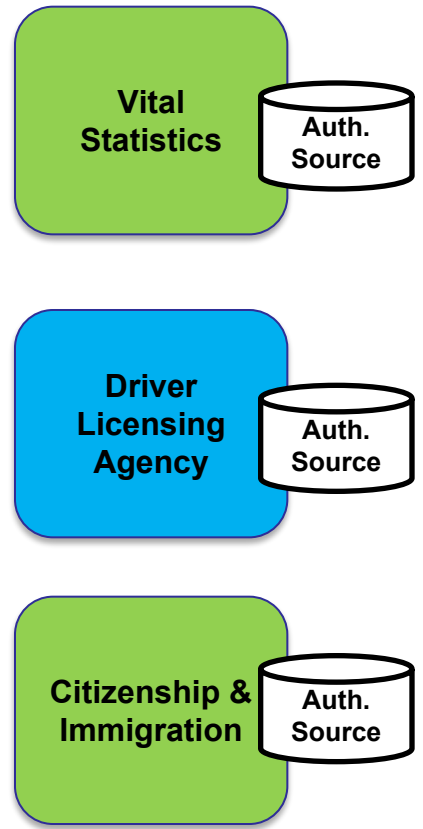 Vital
Statistics
Auth.
Source
Driver
Licensing
Agency
Auth.
Source
Citizenship &
Immigration
Auth.
Source